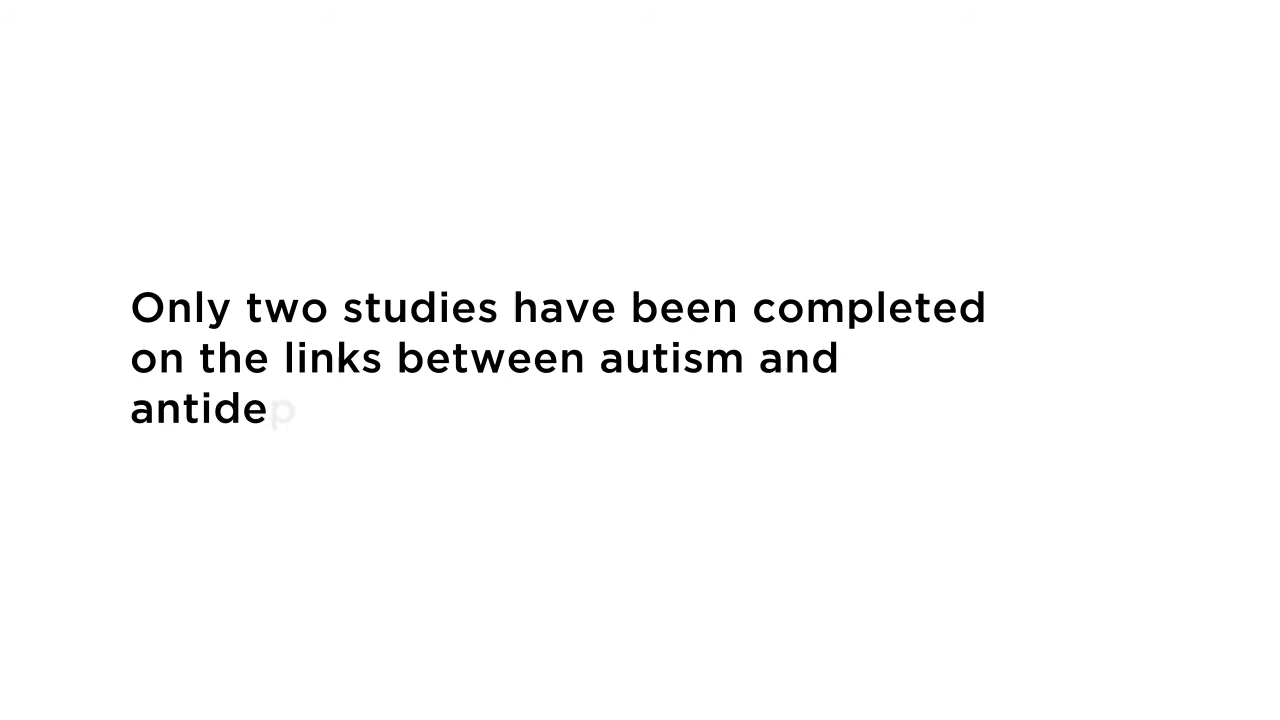 Only two studies have been completed
on the links between autism and
antidep